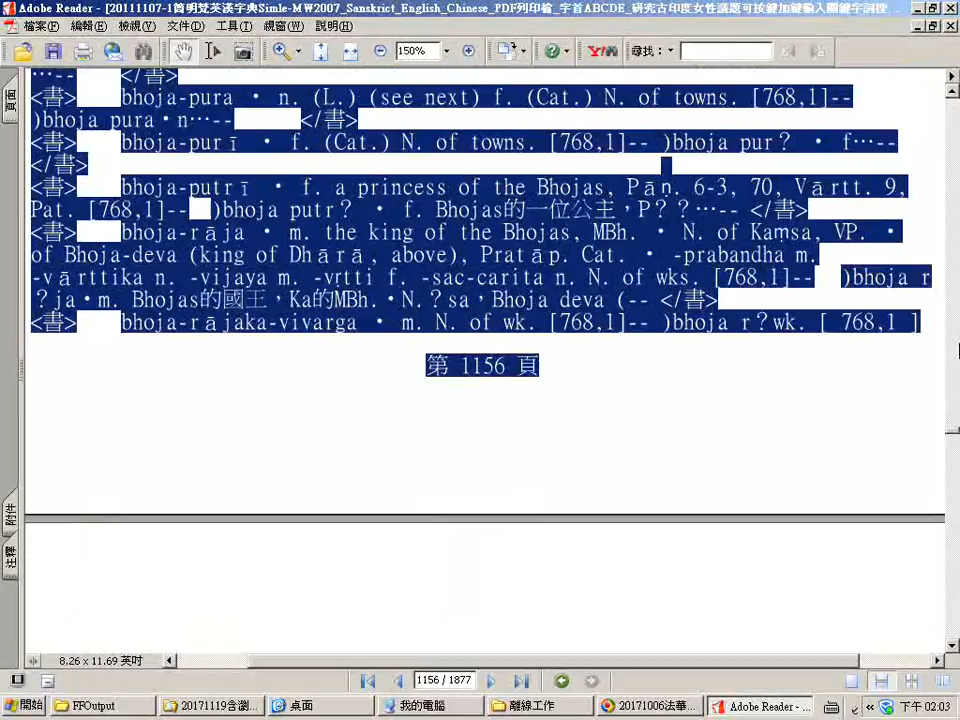 Adobe Reader - [20111107-1簡明梵英漢字典Simle-MW2007_Sanskrict_English_Chinese_PDF列印檔_字首ABCDE_研究古印度女性議題可按鍵加鍵輸入關鍵字詞搜...
檔案(F) 編輯(E) 檢視(V) 文件(D) 工具(T) 視窗(W) 說明(H)
150% Y! 尋找：
頁面
…-- </書>
<書> bhoja-pura ‧ n. (L.) (see next) f. (Cat.) N. of towns. [768,1]--
)bhoja pura‧n…-- </書>
<書> bhoja-purī ‧ f. (Cat.) N. of towns. [768,1]-- )bhoja pur？ ‧ f…--
</書>
<書> bhoja-putrī ‧ f. a princess of the Bhojas, Pāṇ. 6-3, 70, Vārtt. 9,
Pat. [768,1]-- )bhoja putr？ ‧ f. Bhojas的一位公主，P？？…-- </書>
<書> bhoja-rāja ‧ m. the king of the Bhojas, MBh. ‧ N. of Kaṃsa, VP. ‧
of Bhoja-deva (king of Dhārā, above), Pratāp. Cat. ‧ -prabandha m.
-vārttika n. -vijaya m. -vṛtti f. -sac-carita n. N. of wks. [768,1]-- )bhoja r
？ja‧m. Bhojas的國王，Ka的MBh.‧N.？sa，Bhoja deva (-- </書>
<書> bhoja-rājaka-vivarga ‧ m. N. of wk. [768,1]-- )bhoja r？wk. [ 768,1 ]
第 1156 頁
附件
注釋
8.26 x 11.69 英吋
1156 / 1877
開始 FFOutput 20171119含瀏... 桌面 我的電腦 離線工作 20171006法華... Adobe Reader - ... 下午 02:03